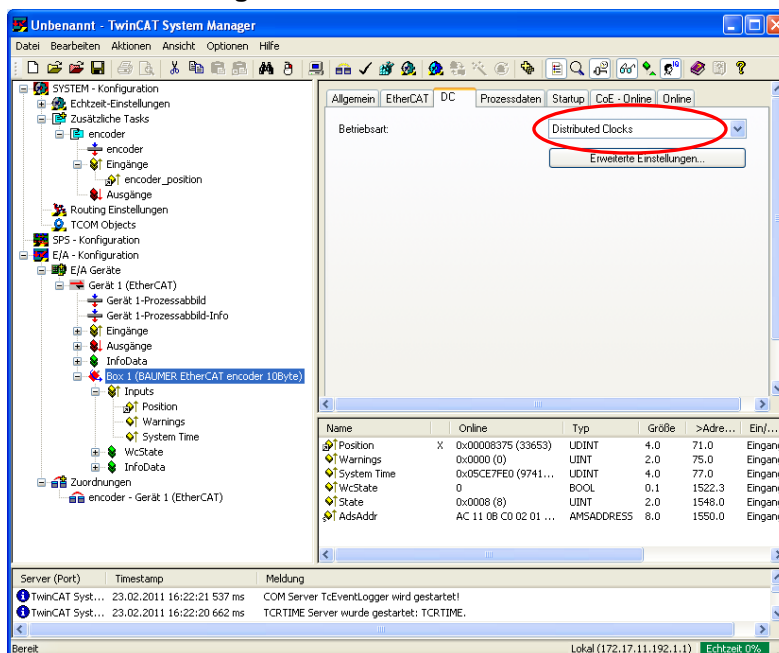 Unbenannt - TwinCAT System Manager
Datei Bearbeiten Aktionen Ansicht Optionen Hilfe
SYSTEM - Konfiguration
Echtzeit-Einstellungen
Zusätzliche Tasks
encoder
encoder
Eingänge
encoder_position
Ausgänge
Routing Einstellungen
TCOM Objects
SPS - Konfiguration
E/A - Konfiguration
E/A Geräte
Gerät 1 (EtherCAT)
Gerät 1-Prozessabbild
Gerät 1-Prozessabbild-Info
Eingänge
Ausgänge
InfoData
Box 1 (BAUMER EtherCAT encoder 10Byte)
Inputs
Position
Warnings
System Time
WcState
InfoData
Zuordnungen
encoder - Gerät 1 (EtherCAT)
Allgemein EtherCAT DC Prozessdaten Startup CoE - Online Online
Betriebsart: Distributed Clocks
Erweiterte Einstellungen...
Name Online Typ Größe >Adre... Ein/...
Position X 0x00008375 (33653) UDINT 4.0 71.0 Eingan
Warnings 0x0000 (0) UINT 2.0 75.0 Eingan
System Time 0x05CE7FE0 (9741... UDINT 4.0 77.0 Eingan
WcState 0 BOOL 0.1 1522.3 Eingan
State 0x0008 (8) UINT 2.0 1548.0 Eingan
AdsAddr AC 11 0B C0 02 01 ... AMSADDRESS 8.0 1550.0 Eingan
Server (Port) Timestamp Meldung
TwinCAT Syst... 23.02.2011 16:22:21 537 ms COM Server TcEventLogger wird gestartet!
TwinCAT Syst... 23.02.2011 16:22:20 662 ms TCRTIME Server wurde gestartet: TCRTIME.
Bereit Lokal (172.17.11.192.1.1) Echtzeit 0%